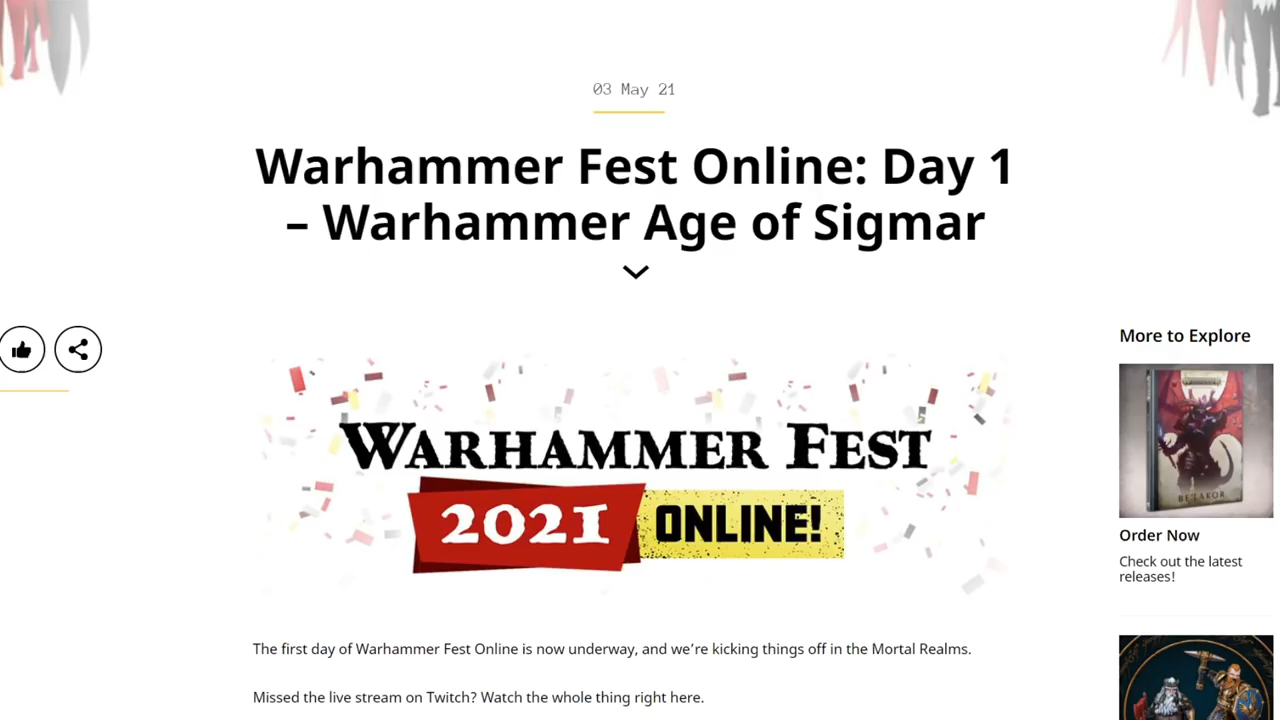 03 May 21
Warhammer Fest Online: Day 1
– Warhammer Age of Sigmar
More to Explore
WARHAMMER FEST
2021 ONLINE!
BE'LAKOR
Order Now
Check out the latest
releases!
The first day of Warhammer Fest Online is now underway, and we’re kicking things off in the Mortal Realms.
Missed the live stream on Twitch? Watch the whole thing right here.